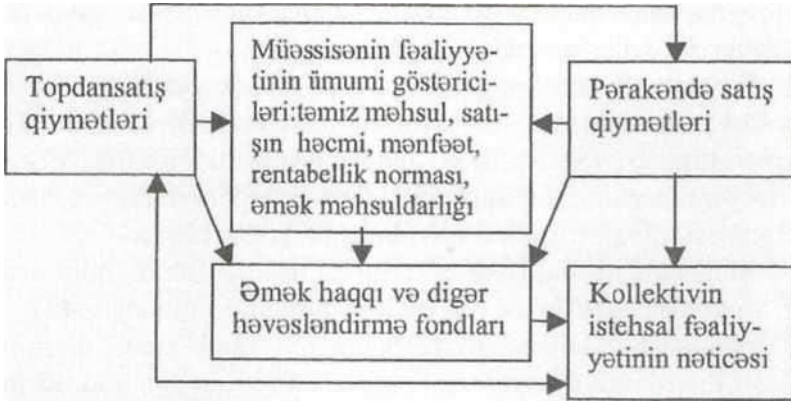 Topdansatış
qiymətləri
Müəssisənin fəaliyyə-
tinin ümumi göstərici-
ləri:təmiz məhsul, satı-
şın həcmi, mənfəət,
rentabellik norması,
əmək məhsuldarlığı
Pərakəndə satış
qiymətləri
Əmək haqqı və digər
həvəsləndirmə fondları
Kollektivin
istehsal fəaliy-
yətinin nəticəsi